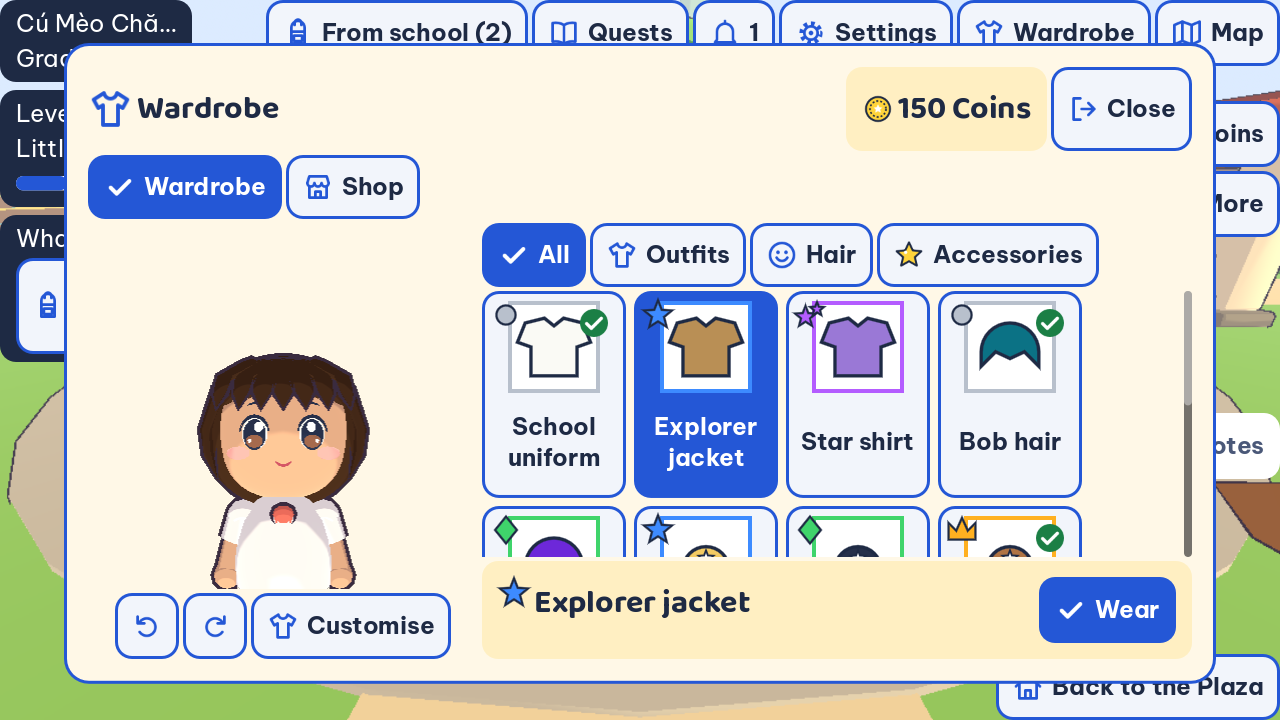 Cú Mèo Chă...
From school (2)
Quests
1
Settings
Wardrobe
Map
Wardrobe
150 Coins
Close
Wardrobe
Shop
All
Outfits
Hair
Accessories
School
uniform
Explorer
jacket
Star shirt
Bob hair
Explorer jacket
Wear
Customise
Back to the Plaza